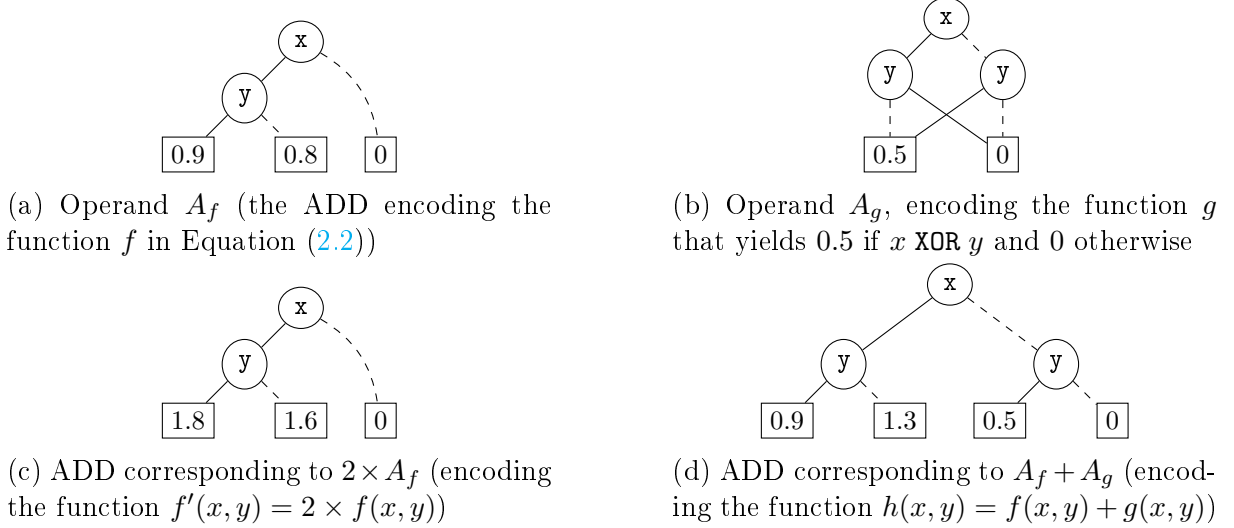 x
y
0.9 0.8 0
(a) Operand A_f (the ADD encoding the
function f in Equation (2.2))
x
y y
0.5 0
(b) Operand A_g, encoding the function g
that yields 0.5 if x XOR y and 0 otherwise
x
y
1.8 1.6 0
(c) ADD corresponding to 2 × A_f (encoding
the function f′(x, y) = 2 × f(x, y))
x
y y
0.9 1.3 0.5 0
(d) ADD corresponding to A_f + A_g (encod-
ing the function h(x, y) = f(x, y) + g(x, y))